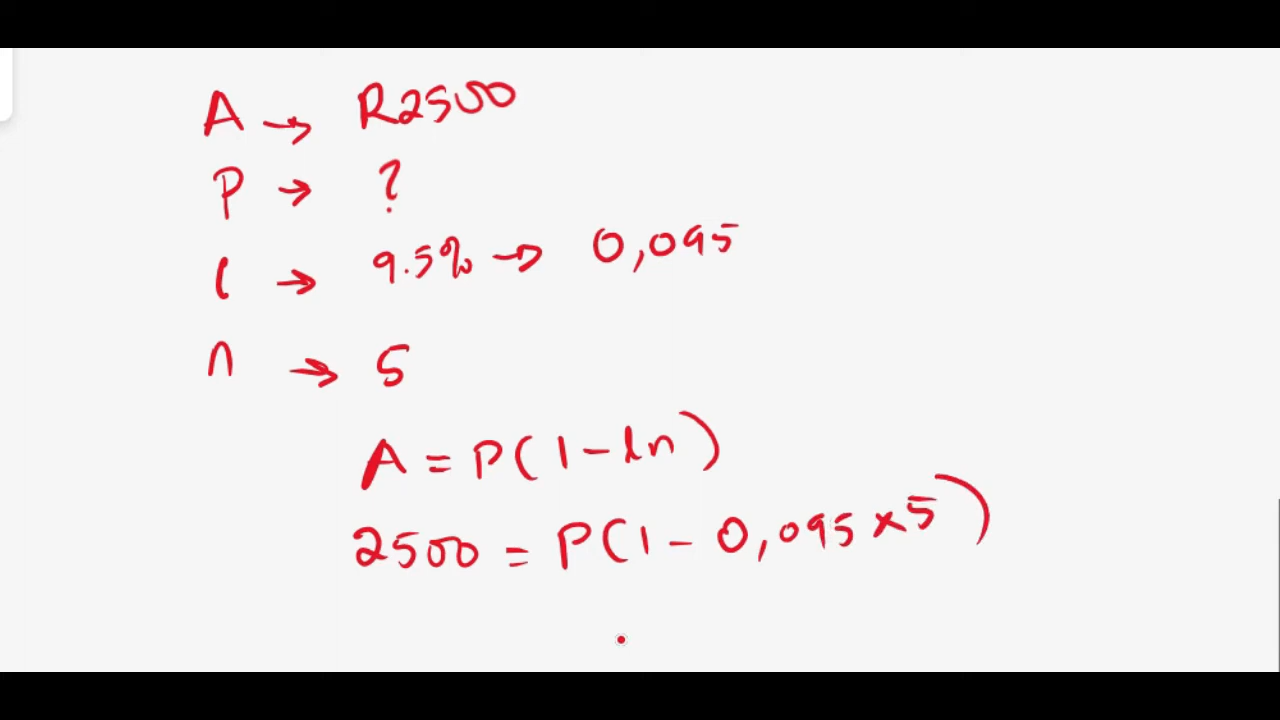 A → R2500
P → ?
i → 9.5% → 0,095
n → 5
A = P(1 - in)
2500 = P(1 - 0,095 × 5)